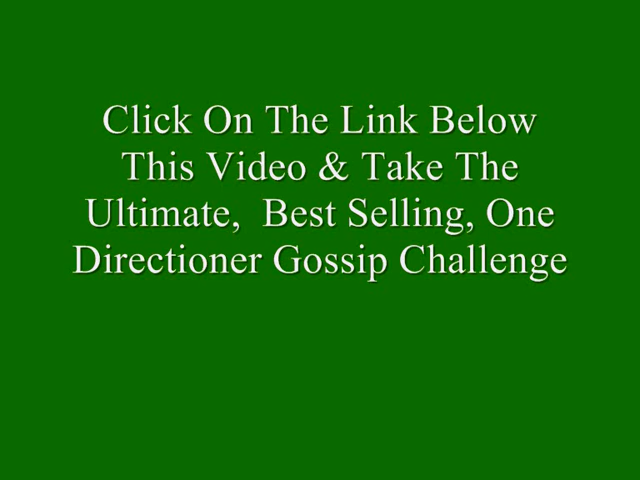 Click On The Link Below
This Video & Take The
Ultimate,  Best Selling, One
Directioner Gossip Challenge